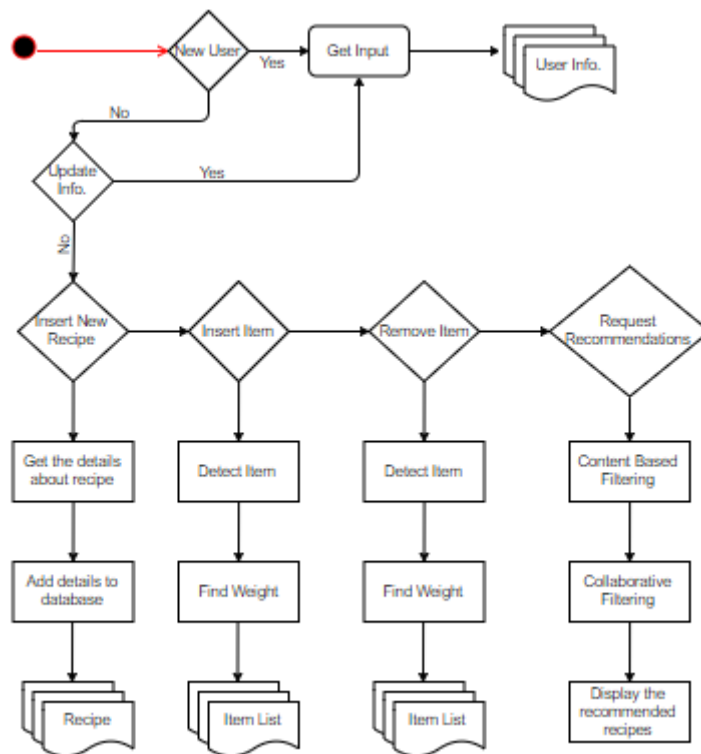 New User
Yes
Get Input
User Info.
No
Update
Info.
Yes
No
Insert New
Recipe
Insert Item
Remove Item
Request
Recommendations
Get the details
about recipe
Detect Item
Detect Item
Content Based
Filtering
Add details to
database
Find Weight
Find Weight
Collaborative
Filtering
Recipe
Item List
Item List
Display the
recommended
recipes